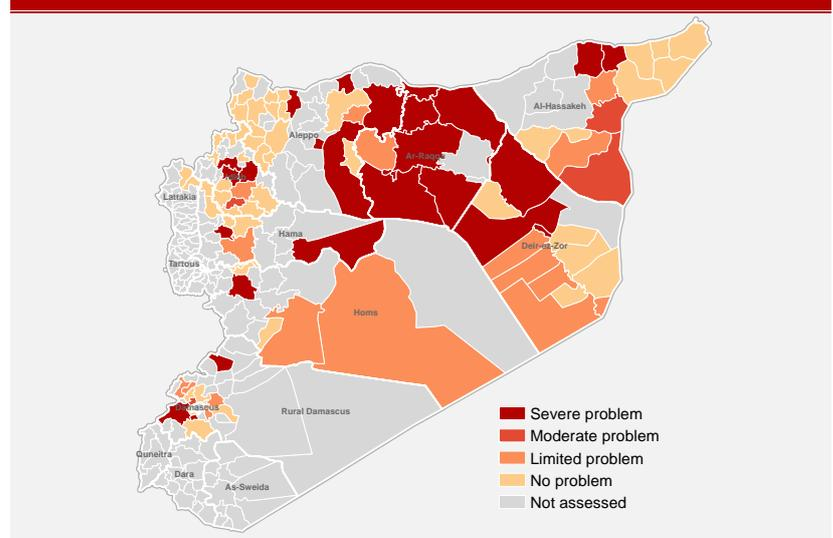 Al-Hassakeh
Aleppo
Ar-Raqqa
Idleb
Lattakia
Hama
Deir-ez-Zor
Tartous
Homs
Damascus
Rural Damascus
Quneitra
Dara
As-Sweida
Severe problem
Moderate problem
Limited problem
No problem
Not assessed